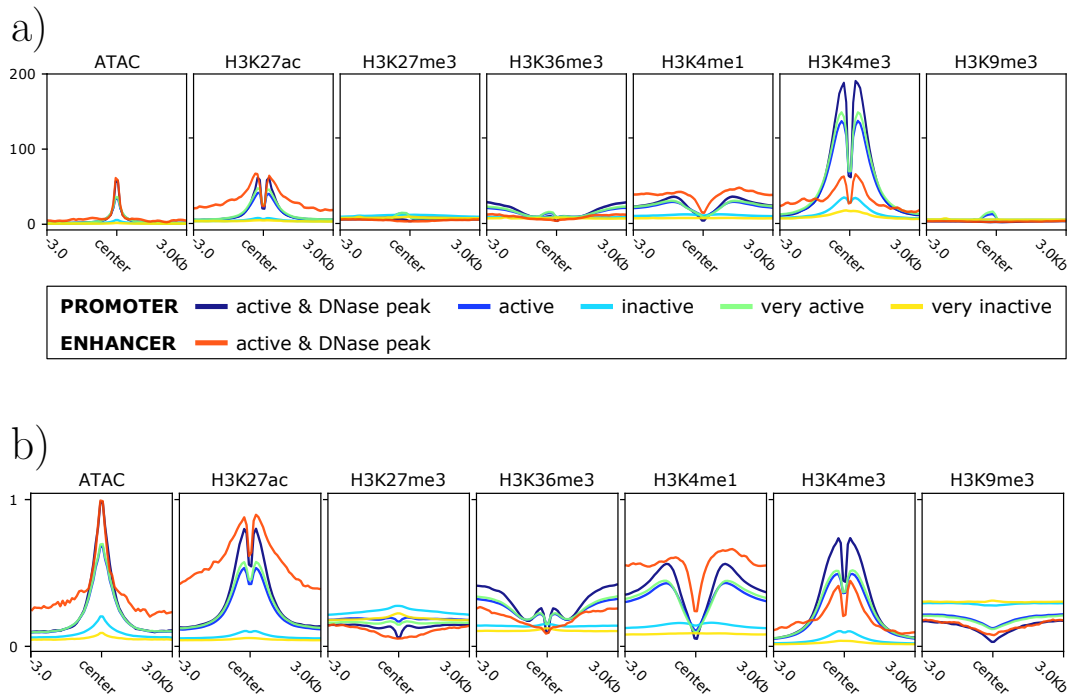 a)
ATAC H3K27ac H3K27me3 H3K36me3 H3K4me1 H3K4me3 H3K9me3
200
100
0
-3.0 center 3.0Kb -3.0 center 3.0Kb -3.0 center 3.0Kb -3.0 center 3.0Kb -3.0 center 3.0Kb -3.0 center 3.0Kb -3.0 center 3.0Kb
PROMOTER active & DNase peak active inactive very active very inactive
ENHANCER active & DNase peak
b)
ATAC H3K27ac H3K27me3 H3K36me3 H3K4me1 H3K4me3 H3K9me3
1
0
-3.0 center 3.0Kb -3.0 center 3.0Kb -3.0 center 3.0Kb -3.0 center 3.0Kb -3.0 center 3.0Kb -3.0 center 3.0Kb -3.0 center 3.0Kb